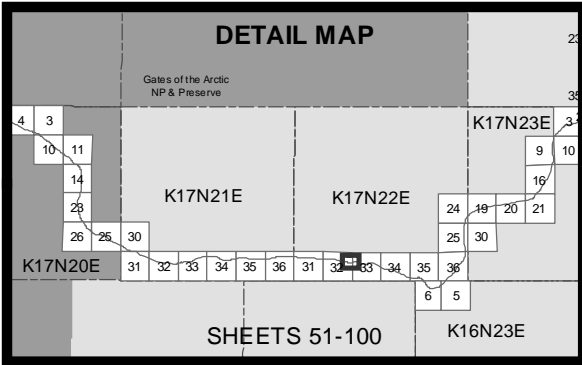 DETAIL MAP
23
Gates of the Arctic
NP & Preserve
35
4 3 K17N23E 3
10 11 9 10
14 16
K17N21E K17N22E
23 24 19 20 21
26 25 30 25 30
K17N20E 31 32 33 34 35 36 31 32 33 34 35 36
6 5
SHEETS 51-100 K16N23E